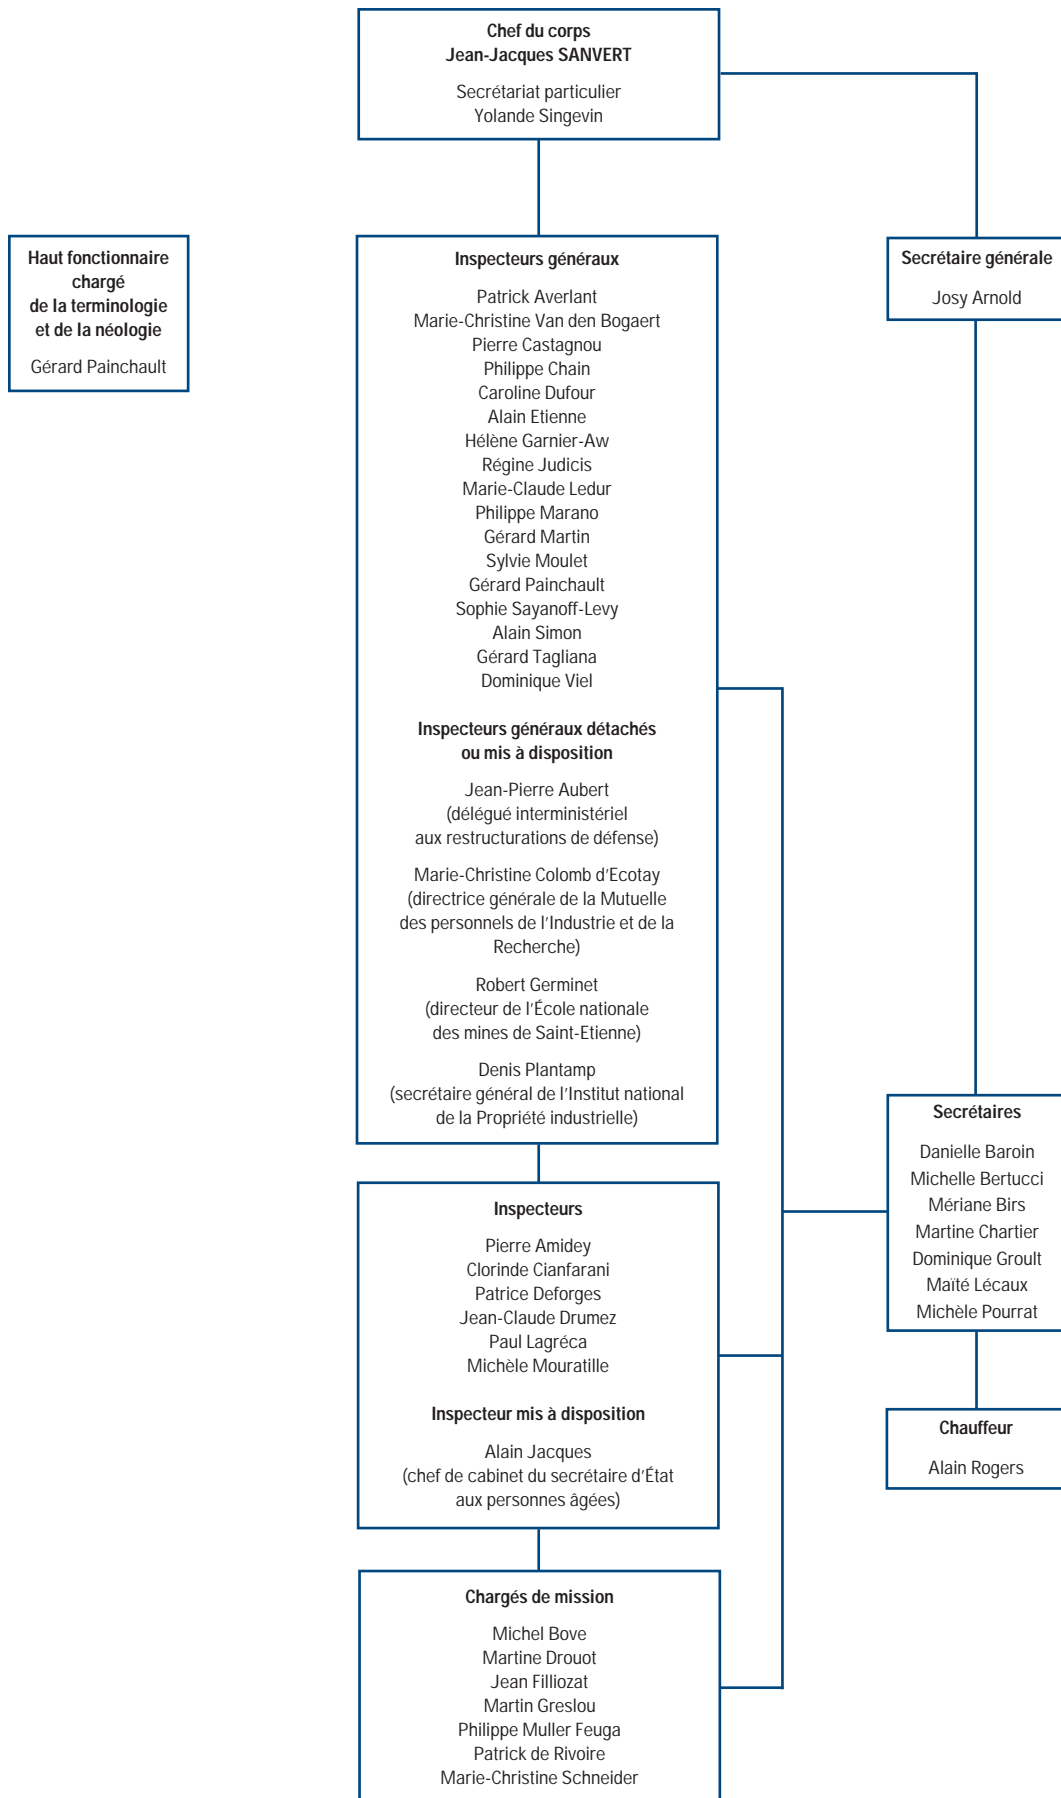 Chef du corps
Jean-Jacques SANVERT
Secrétariat particulier
Yolande Singevin
Haut fonctionnaire
chargé
de la terminologie
et de la néologie
Gérard Painchault
Inspecteurs généraux
Patrick Averlant
Marie-Christine Van den Bogaert
Pierre Castagnou
Philippe Chain
Caroline Dufour
Alain Etienne
Hélène Garnier-Aw
Régine Judicis
Marie-Claude Ledur
Philippe Marano
Gérard Martin
Sylvie Moulet
Gérard Painchault
Sophie Sayanoff-Levy
Alain Simon
Gérard Tagliana
Dominique Viel
Inspecteurs généraux détachés
ou mis à disposition
Jean-Pierre Aubert
(délégué interministériel
aux restructurations de défense)
Marie-Christine Colomb d'Ecotay
(directrice générale de la Mutuelle
des personnels de l'Industrie et de la
Recherche)
Robert Germinet
(directeur de l'École nationale
des mines de Saint-Etienne)
Denis Plantamp
(secrétaire général de l'Institut national
de la Propriété industrielle)
Secrétaire générale
Josy Arnold
Inspecteurs
Pierre Amidey
Clorinde Cianfarani
Patrice Deforges
Jean-Claude Drumez
Paul Lagréca
Michèle Mouratille
Inspecteur mis à disposition
Alain Jacques
(chef de cabinet du secrétaire d'État
aux personnes âgées)
Secrétaires
Danielle Baroin
Michelle Bertucci
Mériane Birs
Martine Chartier
Dominique Groult
Maïté Lécaux
Michèle Pourrat
Chauffeur
Alain Rogers
Chargés de mission
Michel Bove
Martine Drouot
Jean Filliozat
Martin Greslou
Philippe Muller Feuga
Patrick de Rivoire
Marie-Christine Schneider